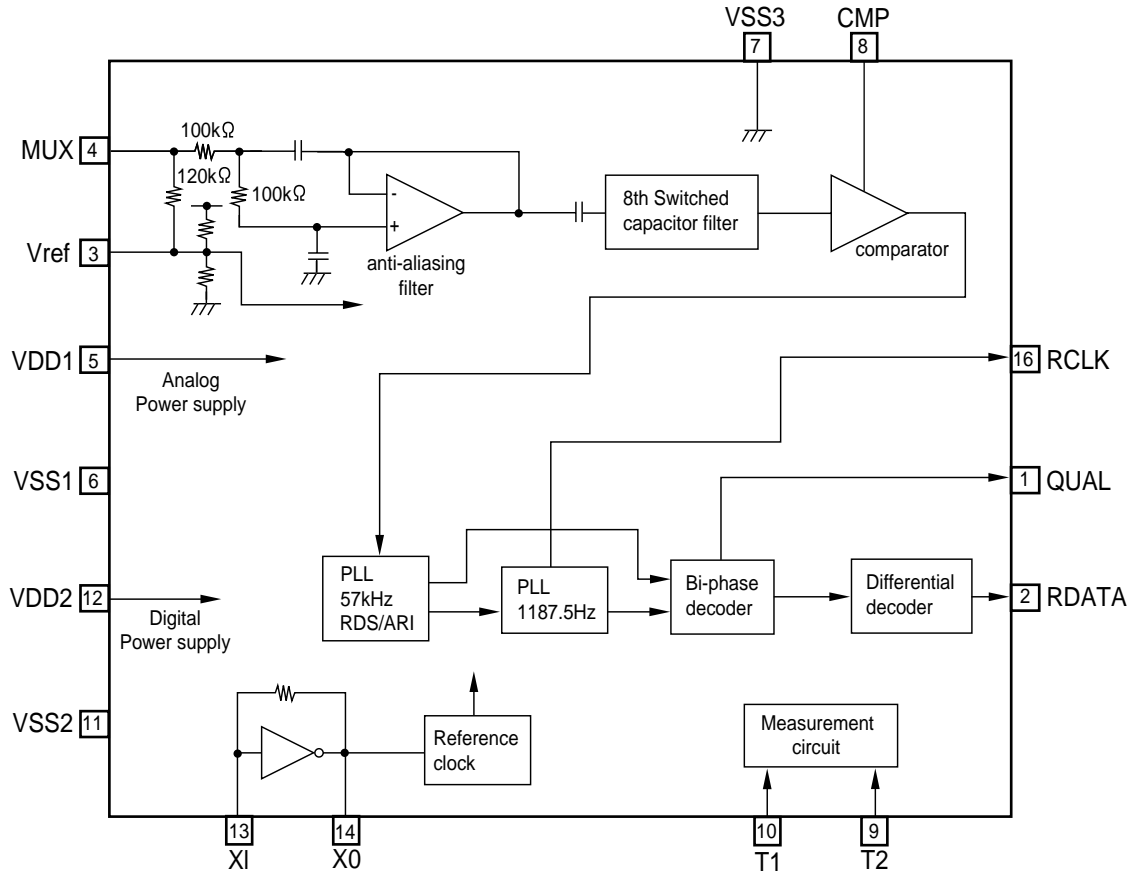 VSS3
CMP
7
8
MUX
4
100kΩ
120kΩ
100kΩ
-
+
8th Switched
capacitor filter
Vref
3
anti-aliasing
filter
comparator
VDD1
5
Analog
Power supply
16
RCLK
VSS1
6
1
QUAL
VDD2
12
Digital
Power supply
PLL
57kHz
RDS/ARI
PLL
1187.5Hz
Bi-phase
decoder
Differential
decoder
2
RDATA
VSS2
11
Reference
clock
Measurement
circuit
13
14
10
9
XI
X0
T1
T2